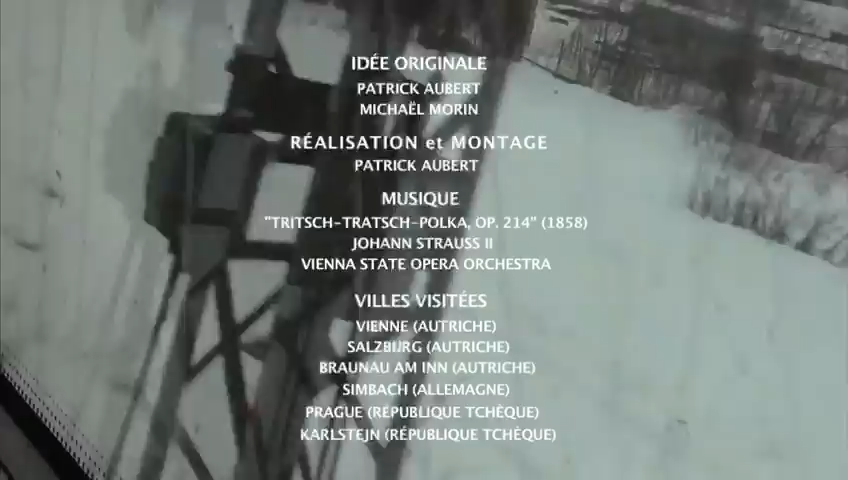 IDÉE ORIGINALE
PATRICK AUBERT
MICHAËL MORIN
RÉALISATION et MONTAGE
PATRICK AUBERT
MUSIQUE
"TRITSCH-TRATSCH-POLKA, OP. 214" (1858)
JOHANN STRAUSS II
VIENNA STATE OPERA ORCHESTRA
VILLES VISITÉES
VIENNE (AUTRICHE)
SALZBURG (AUTRICHE)
BRAUNAU AM INN (AUTRICHE)
SIMBACH (ALLEMAGNE)
PRAGUE (RÉPUBLIQUE TCHÈQUE)
KARLSTEJN (RÉPUBLIQUE TCHÈQUE)